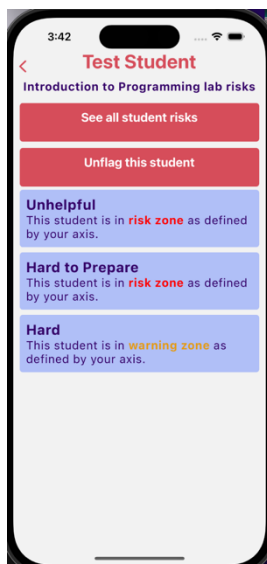 3:42
Test Student
Introduction to Programming lab risks
See all student risks
Unflag this student
Unhelpful
This student is in risk zone as defined
by your axis.
Hard to Prepare
This student is in risk zone as defined
by your axis.
Hard
This student is in warning zone as
defined by your axis.